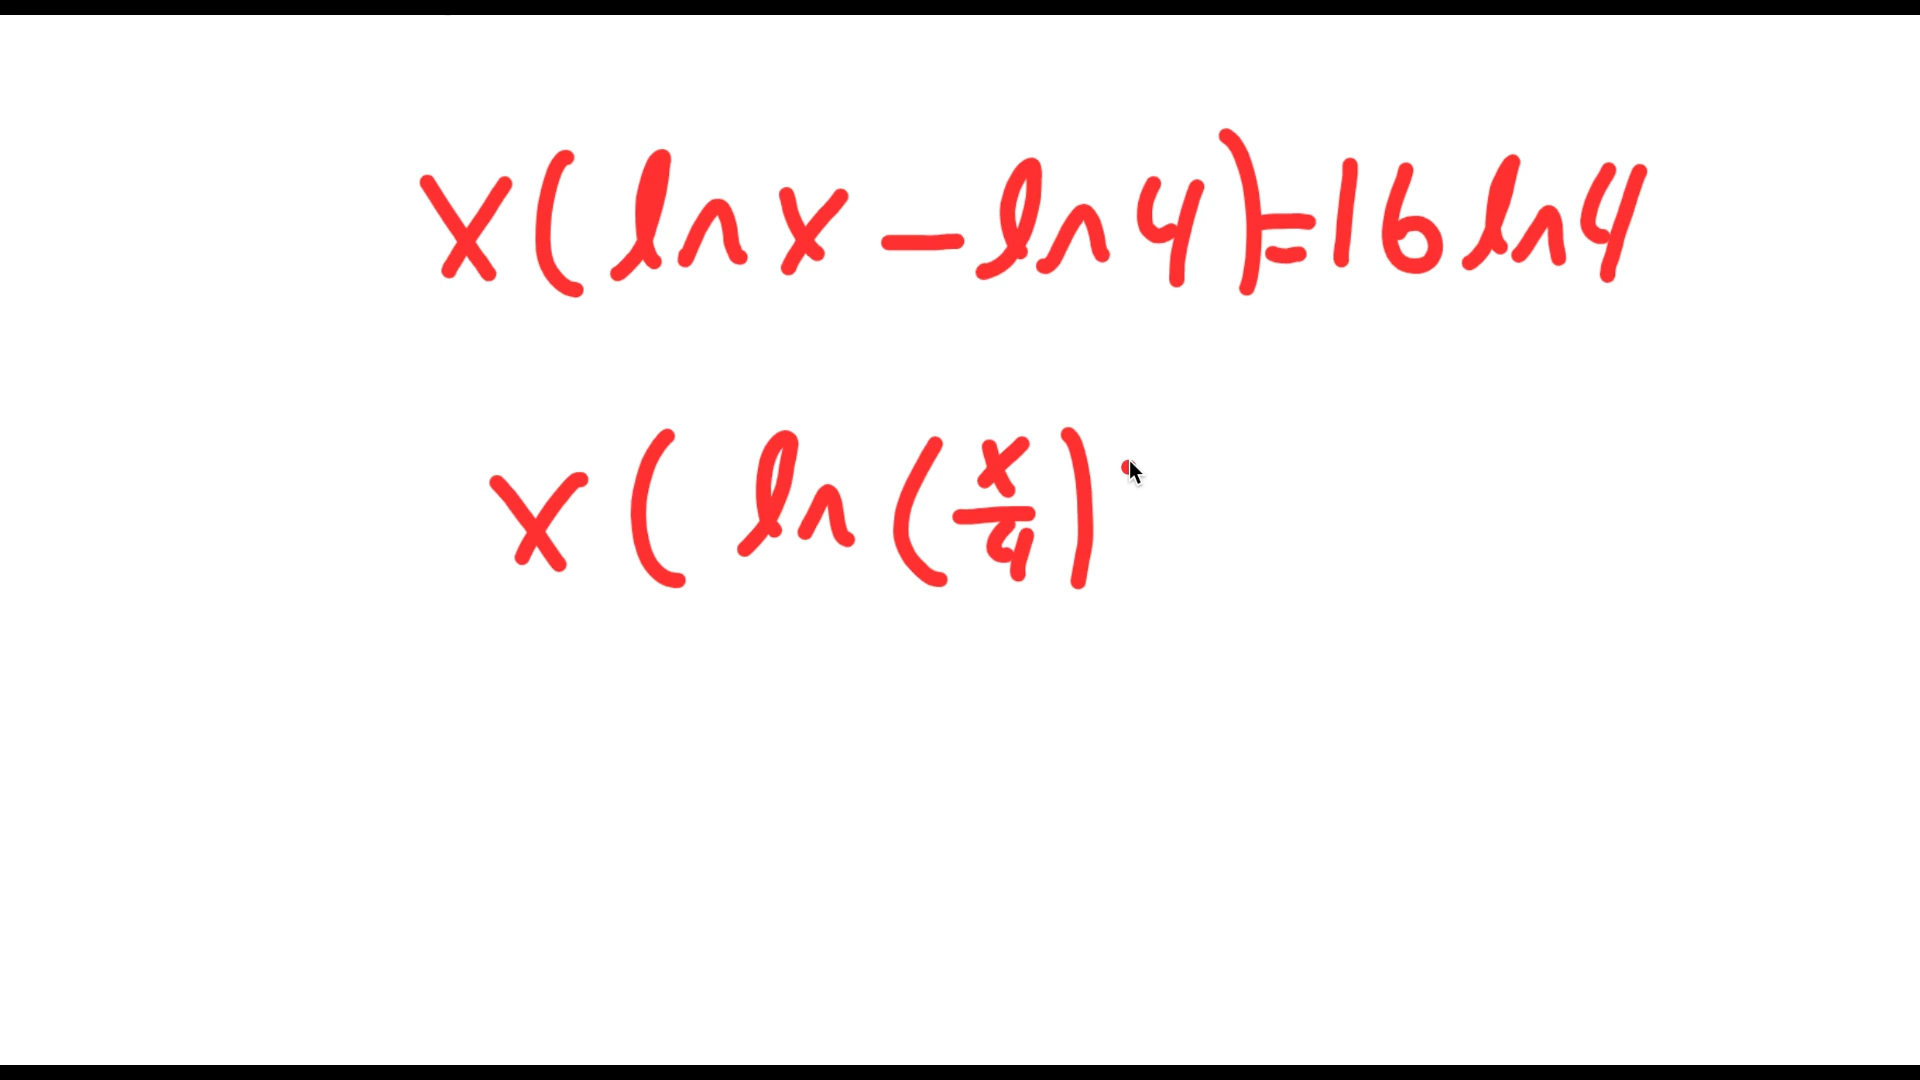 x(ln x - ln 4) = 16 ln 4
x( ln(x/4)